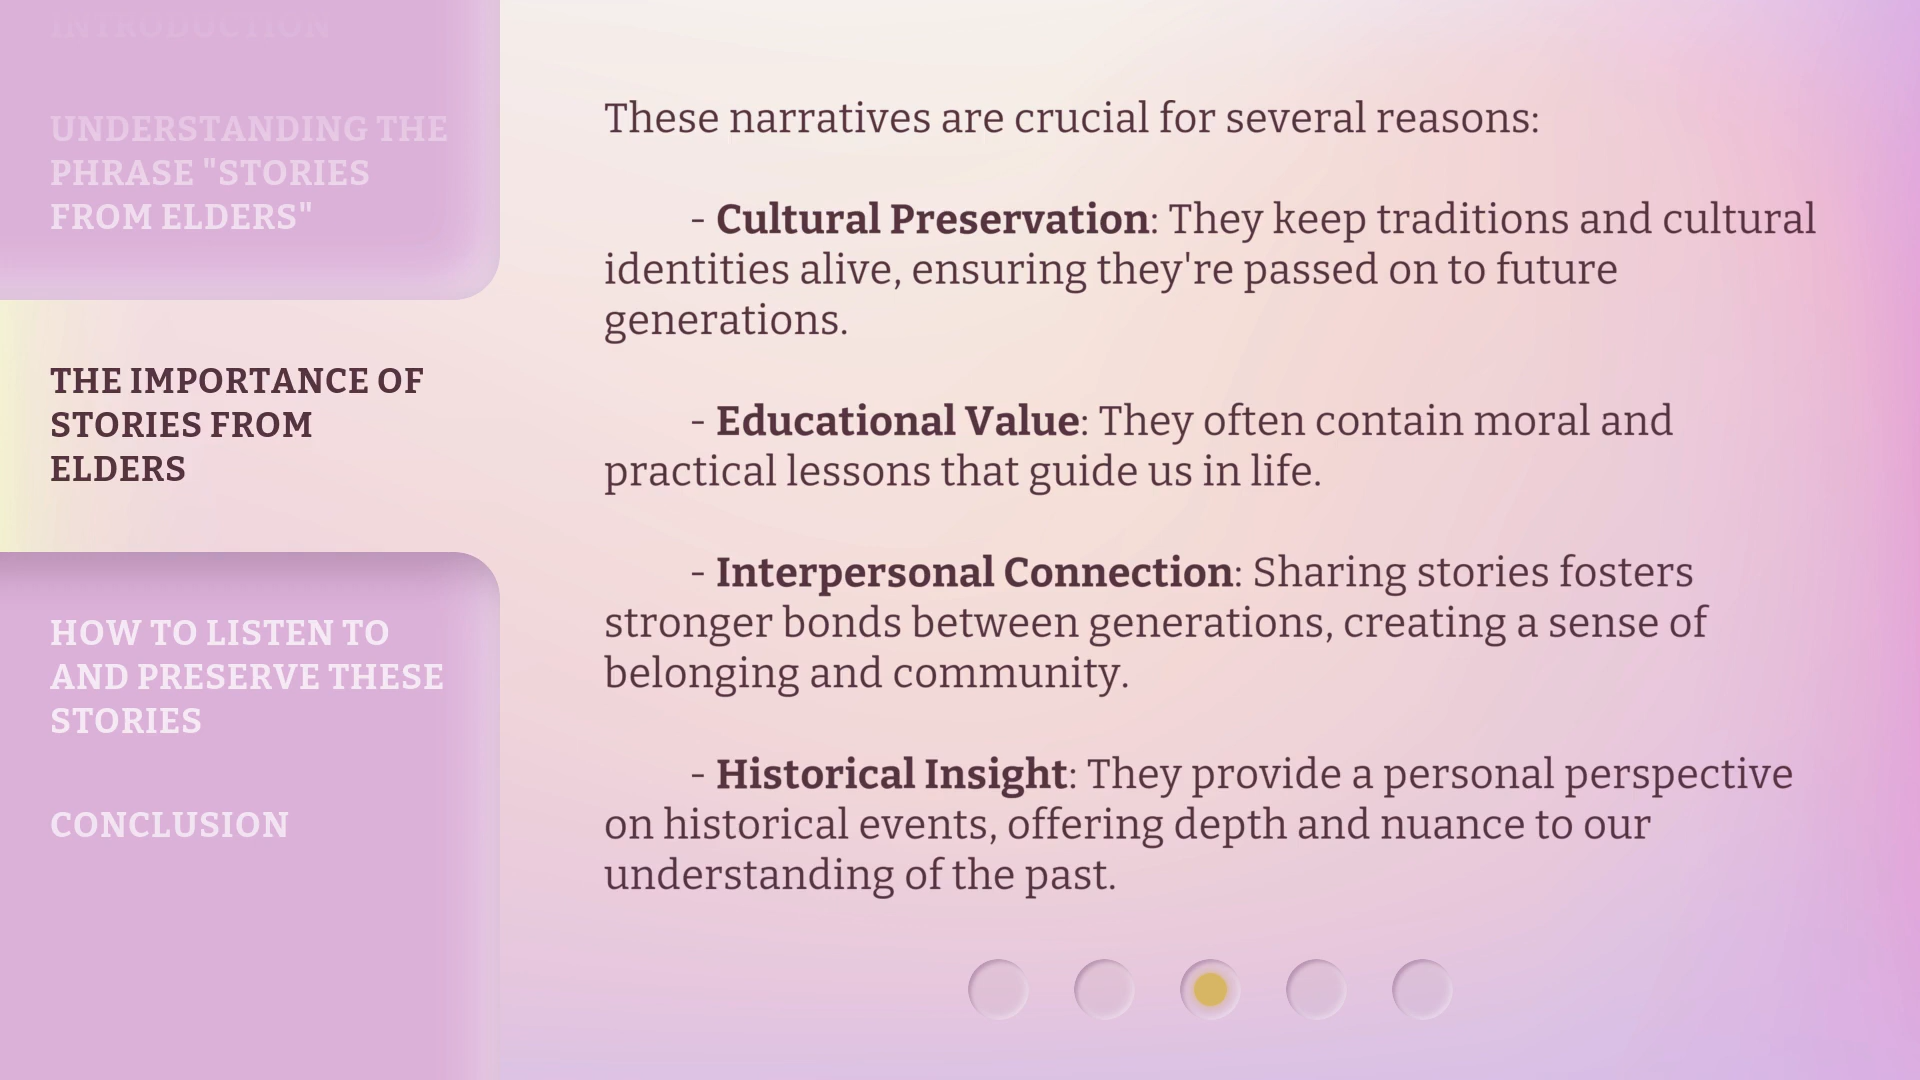 INTRODUCTION
UNDERSTANDING THE
PHRASE "STORIES
FROM ELDERS"
THE IMPORTANCE OF
STORIES FROM
ELDERS
HOW TO LISTEN TO
AND PRESERVE THESE
STORIES
CONCLUSION
These narratives are crucial for several reasons:
- Cultural Preservation: They keep traditions and cultural
identities alive, ensuring they're passed on to future
generations.
- Educational Value: They often contain moral and
practical lessons that guide us in life.
- Interpersonal Connection: Sharing stories fosters
stronger bonds between generations, creating a sense of
belonging and community.
- Historical Insight: They provide a personal perspective
on historical events, offering depth and nuance to our
understanding of the past.